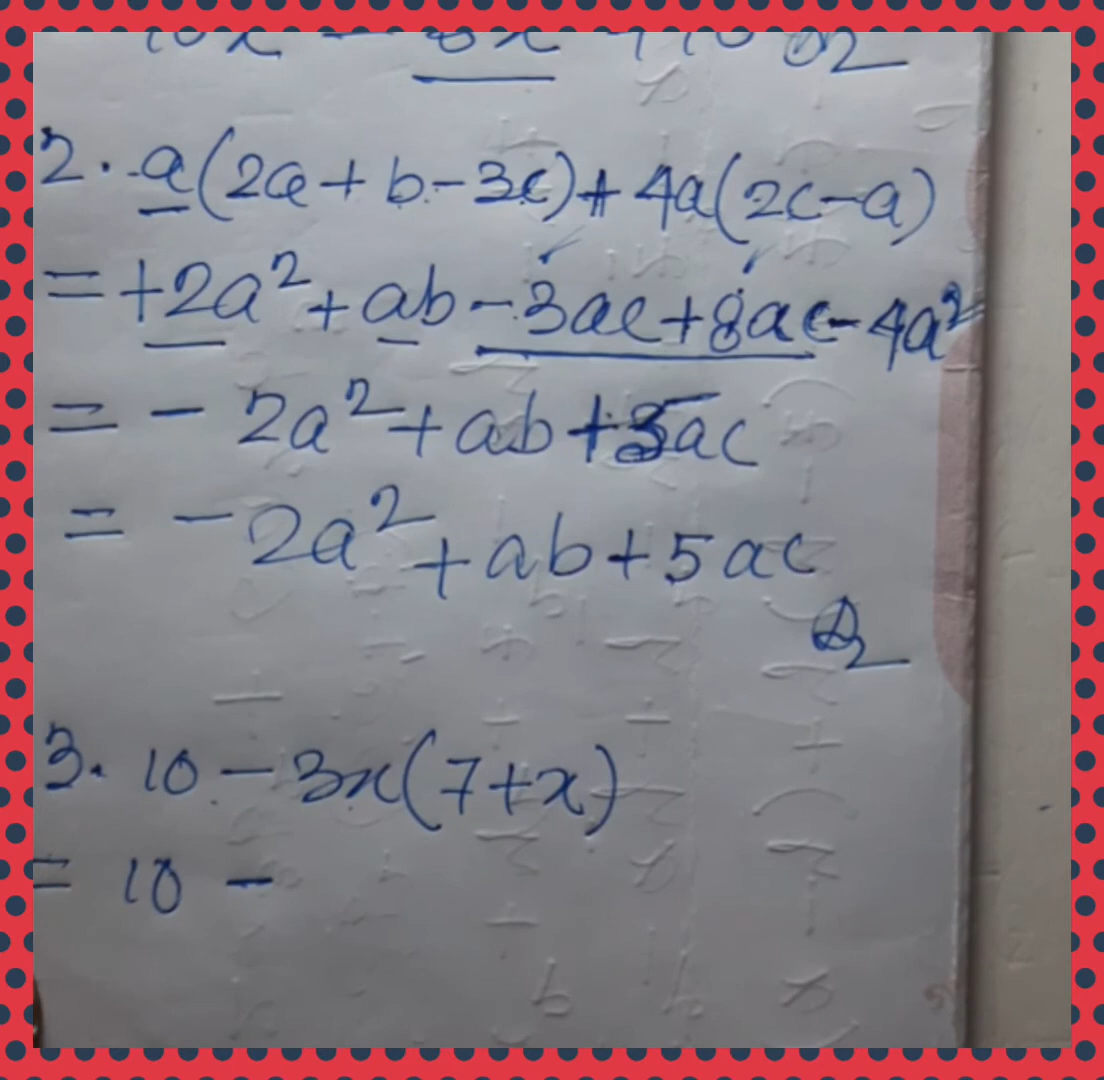 2. a(2a+b-3c)+4a(2c-a)
=+2a²+ab-3ac+8ac-4a²
=-2a²+ab+5ac
=-2a²+ab+5ac
3. 10-3x(7+x)
= 10 -